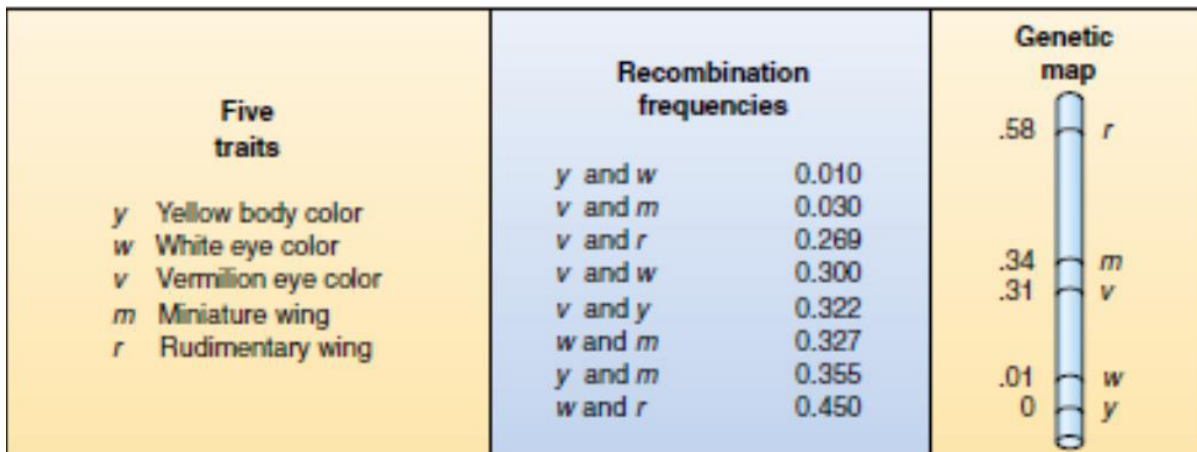 Five
traits
y Yellow body color
w White eye color
v Vermilion eye color
m Miniature wing
r Rudimentary wing
Recombination
frequencies
y and w 0.010
v and m 0.030
v and r 0.269
v and w 0.300
v and y 0.322
w and m 0.327
y and m 0.355
w and r 0.450
Genetic
map
.58 r
.34 m
.31 v
.01 w
0 y